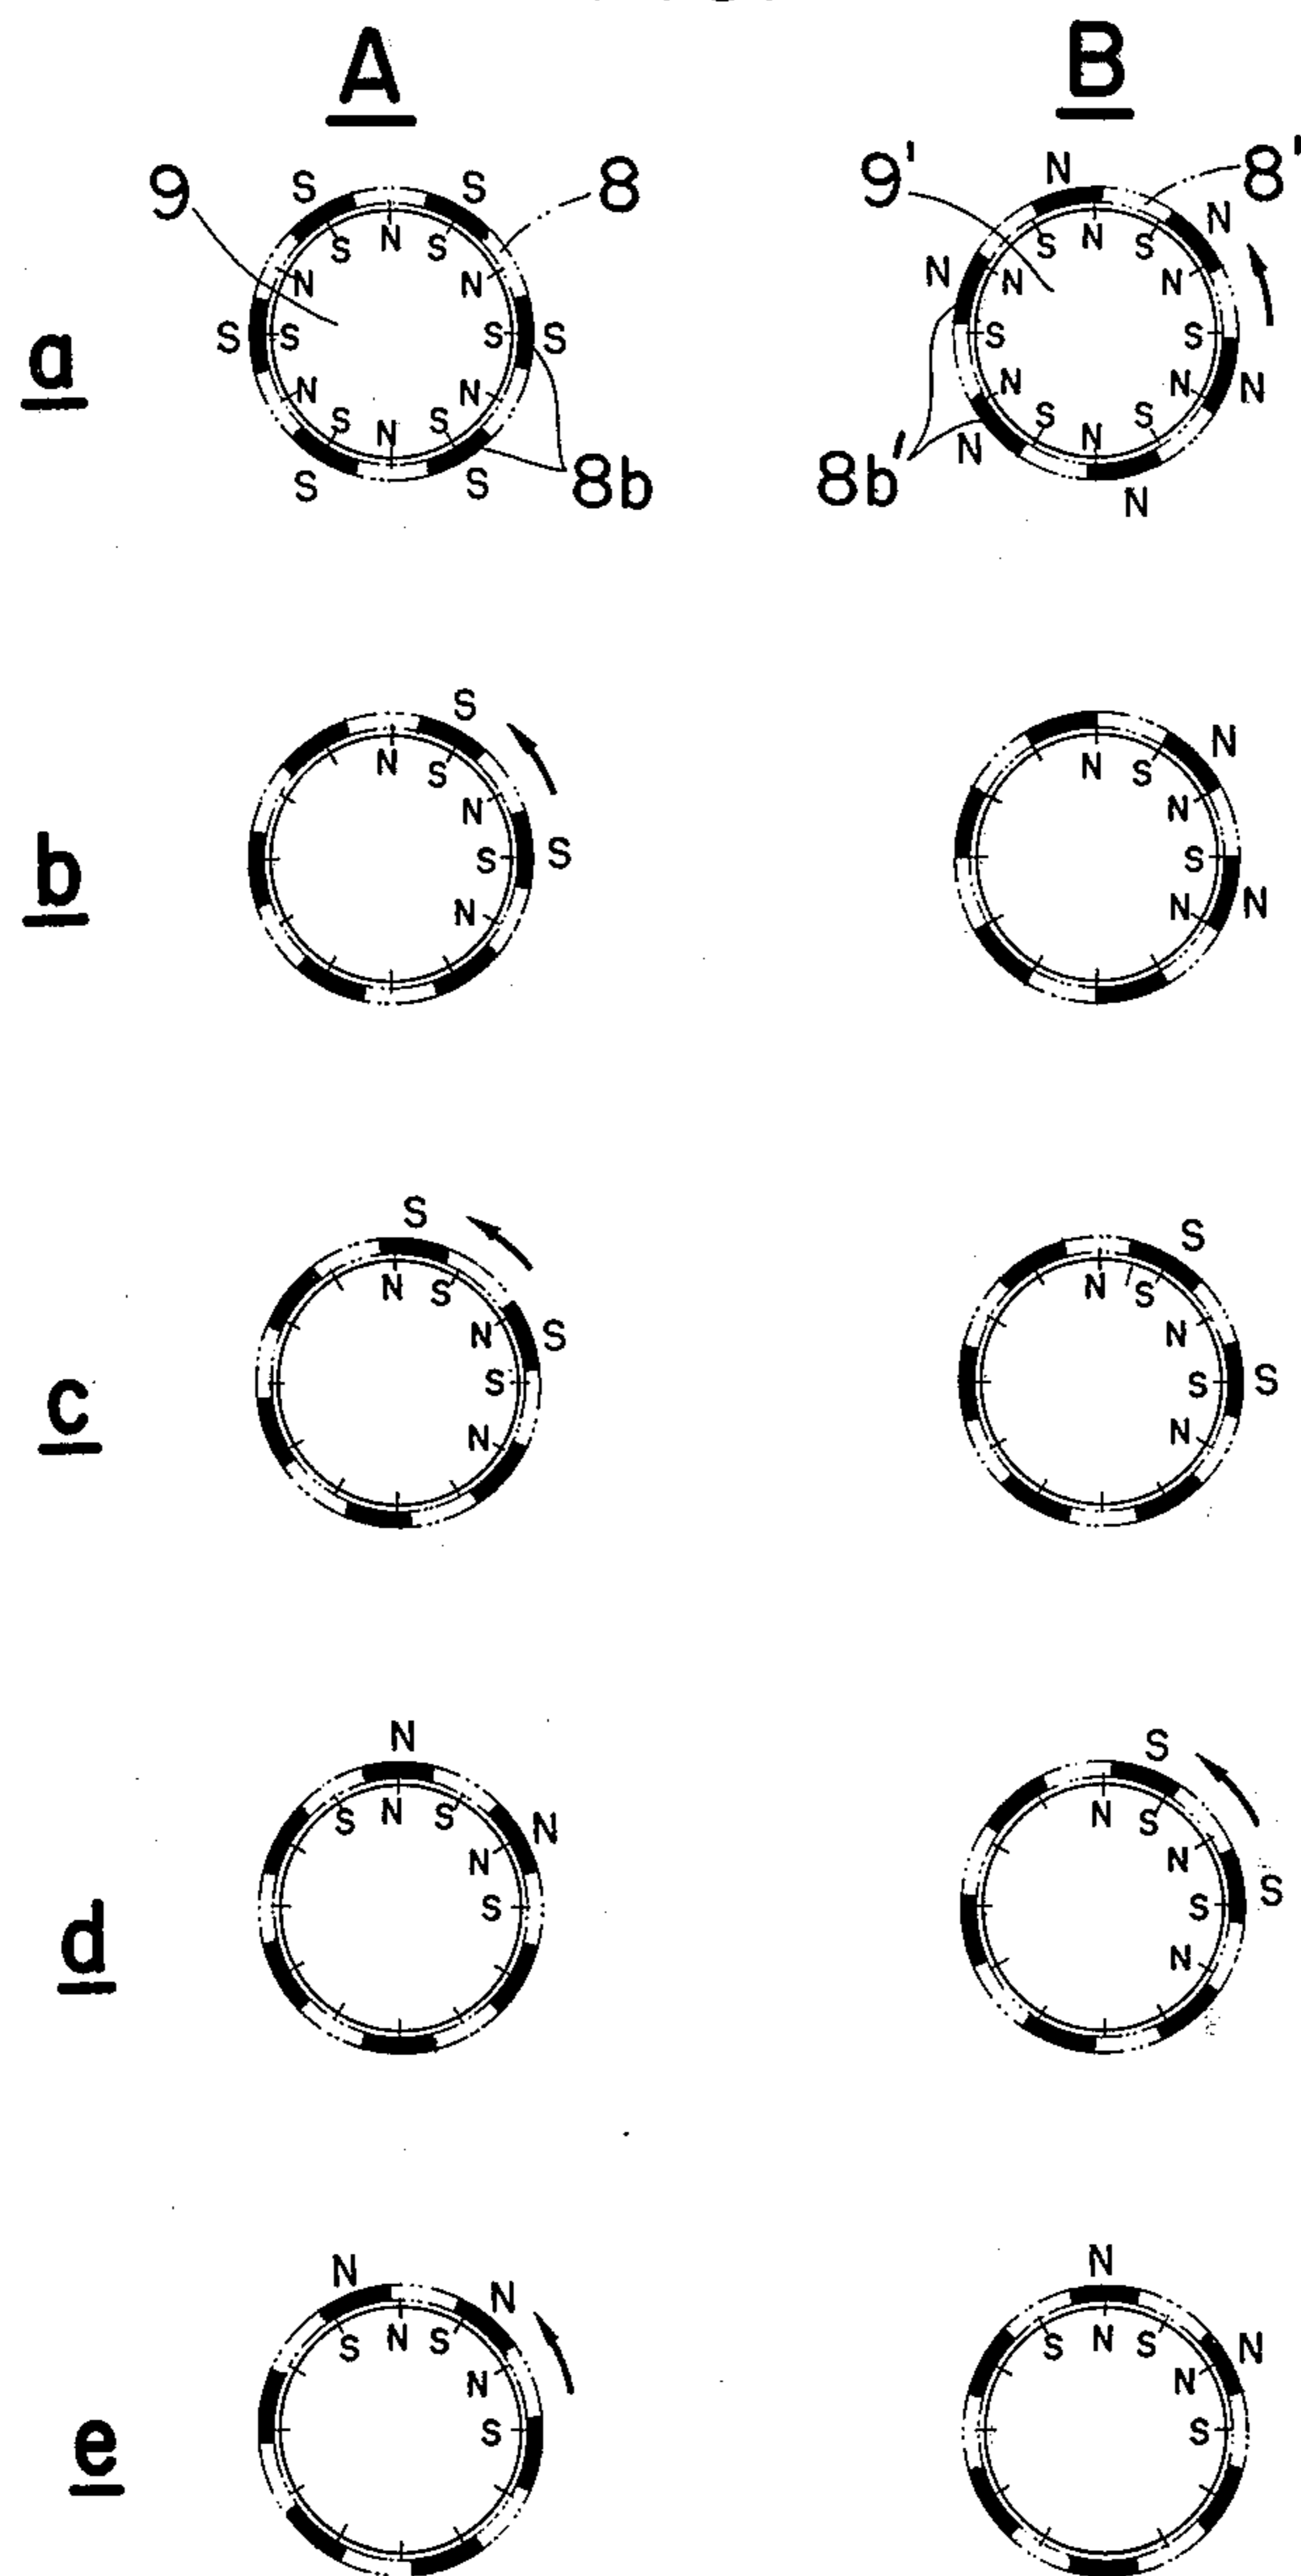 A B
9 S S 8 9' N N 8'
S N S S N S
N N N N N
a S S S S S S
N N N N N
S N S S N S
S S 8b 8b' N N
b S N
N S N S
N N
S S S
N N N
c S S
N S N S
N S N
S S S
N N
d N S
S N S N N S
N N
S S S
N
e N N N
S N S S N S N
N N
S S